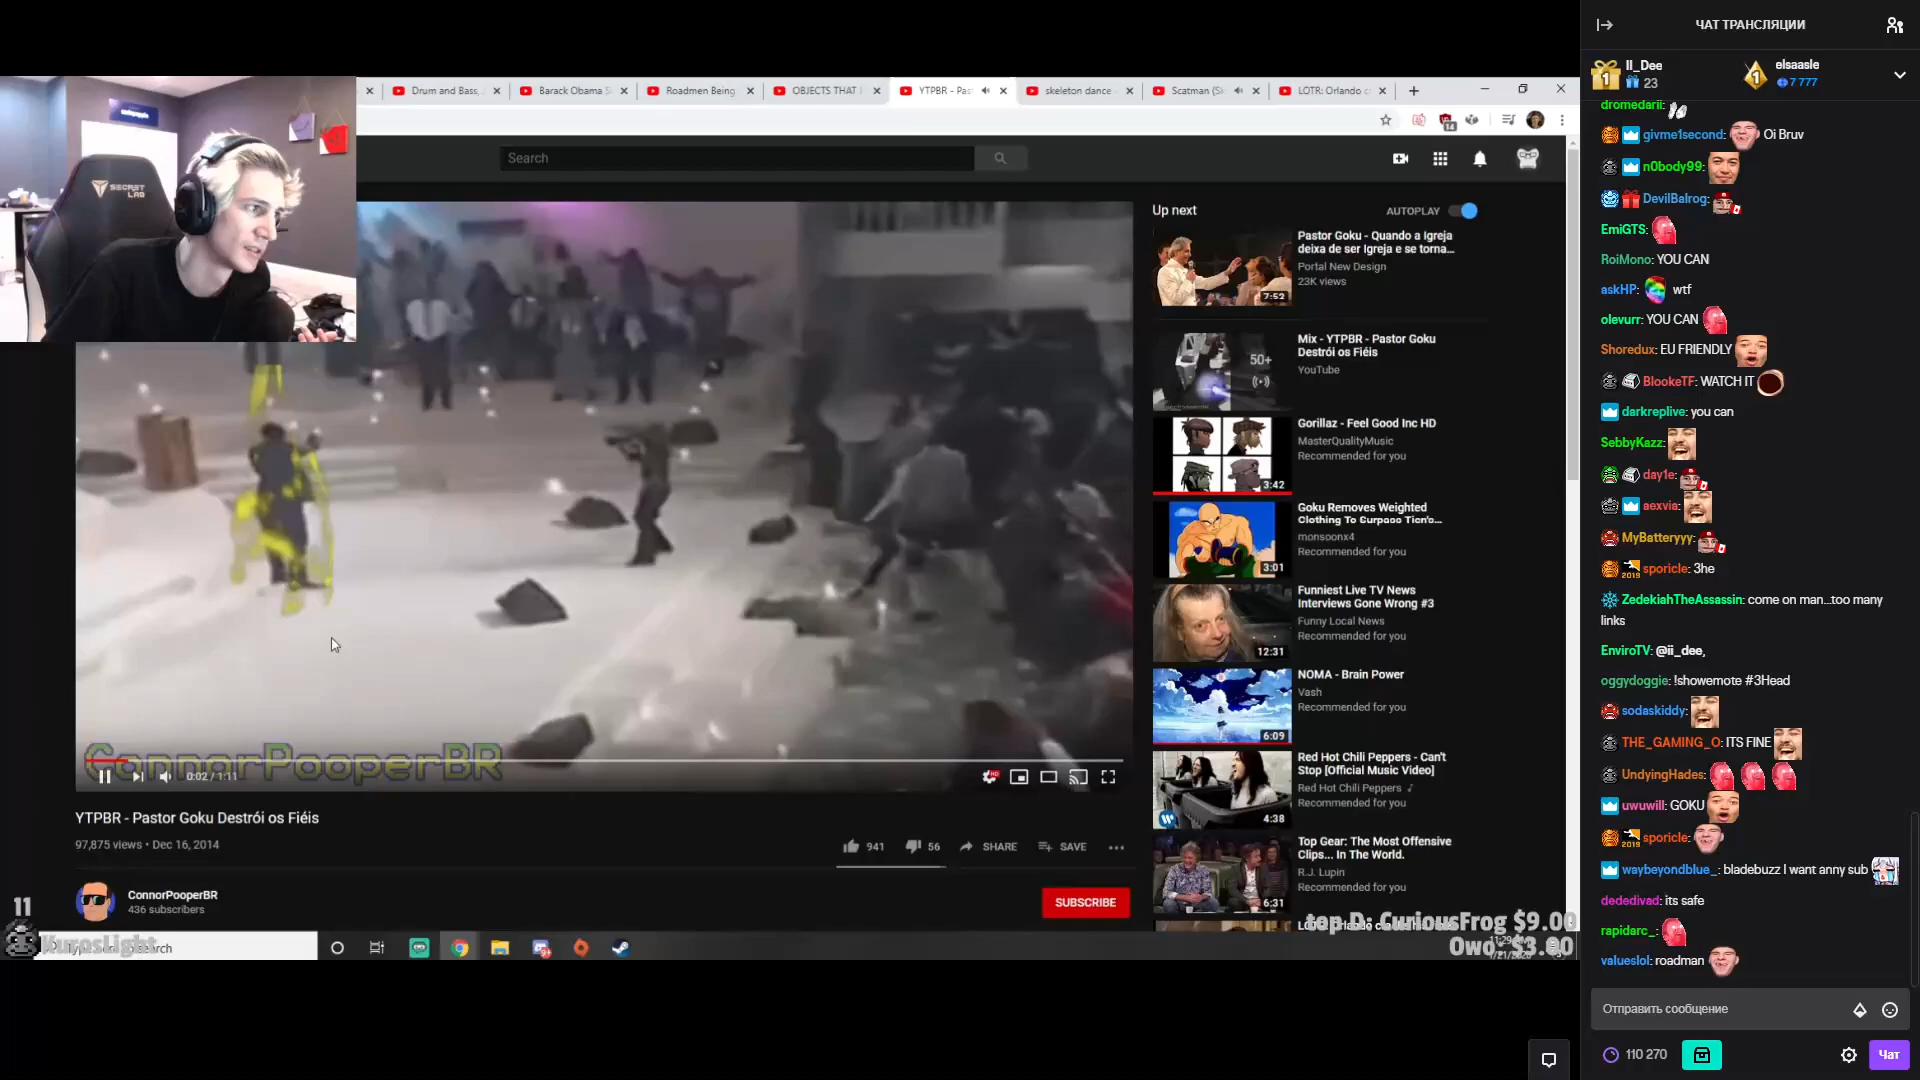 Drum and Bass,
Barack Obama S
Roadmen Being
OBJECTS THAT
YTPBR - Pas
skeleton dance -
Scatman (S
LOTR: Orlando c
SECRET LAB
Search
14
ConnorPooperBR
0:02 / 1:11
YTPBR - Pastor Goku Destrói os Fiéis
97,875 views • Dec 16, 2014
941
56
SHARE
SAVE
ConnorPooperBR
436 subscribers
SUBSCRIBE
Up next
AUTOPLAY
Pastor Goku - Quando a Igreja
deixa de ser Igreja e se torna...
Portal New Design
23K views
7:52
Mix - YTPBR - Pastor Goku
Destrói os Fiéis
YouTube
50+
Gorillaz - Feel Good Inc HD
MasterQualityMusic
Recommended for you
3:42
Goku Removes Weighted
Clothing To Surpass Tien's...
monsoonx4
Recommended for you
3:01
Funniest Live TV News
Interviews Gone Wrong #3
Funny Local News
Recommended for you
12:31
NOMA - Brain Power
Vash
Recommended for you
6:09
Red Hot Chili Peppers - Can't
Stop [Official Music Video]
Red Hot Chili Peppers
Recommended for you
4:38
Top Gear: The Most Offensive
Clips... In The World.
R.J. Lupin
Recommended for you
6:31
11
KurosLight
search
top D: CuriousFrog $9.00
Owo: $3.00
ЧАТ ТРАНСЛЯЦИИ
1
II_Dee
23
1
elsaasle
7 777
dromedarii:
givme1second: Oi Bruv
n0body99:
DevilBalrog:
EmiGTS:
RoiMono: YOU CAN
askHP: wtf
olevurr: YOU CAN
Shoredux: EU FRIENDLY
BlookeTF: WATCH IT
darkreplive: you can
SebbyKazz:
day1e:
aexvia:
MyBatteryyy:
2019 sporicle: 3he
ZedekiahTheAssassin: come on man...too many
links
EnviroTV: @ii_dee,
oggydoggie: !showemote #3Head
sodaskiddy:
THE_GAMING_O: ITS FINE
UndyingHades:
uwuwill: GOKU
2019 sporicle:
waybeyondblue_: bladebuzz I want anny sub
dededivad: its safe
rapidarc_:
valueslol: roadman
Отправить сообщение
110 270
Чат